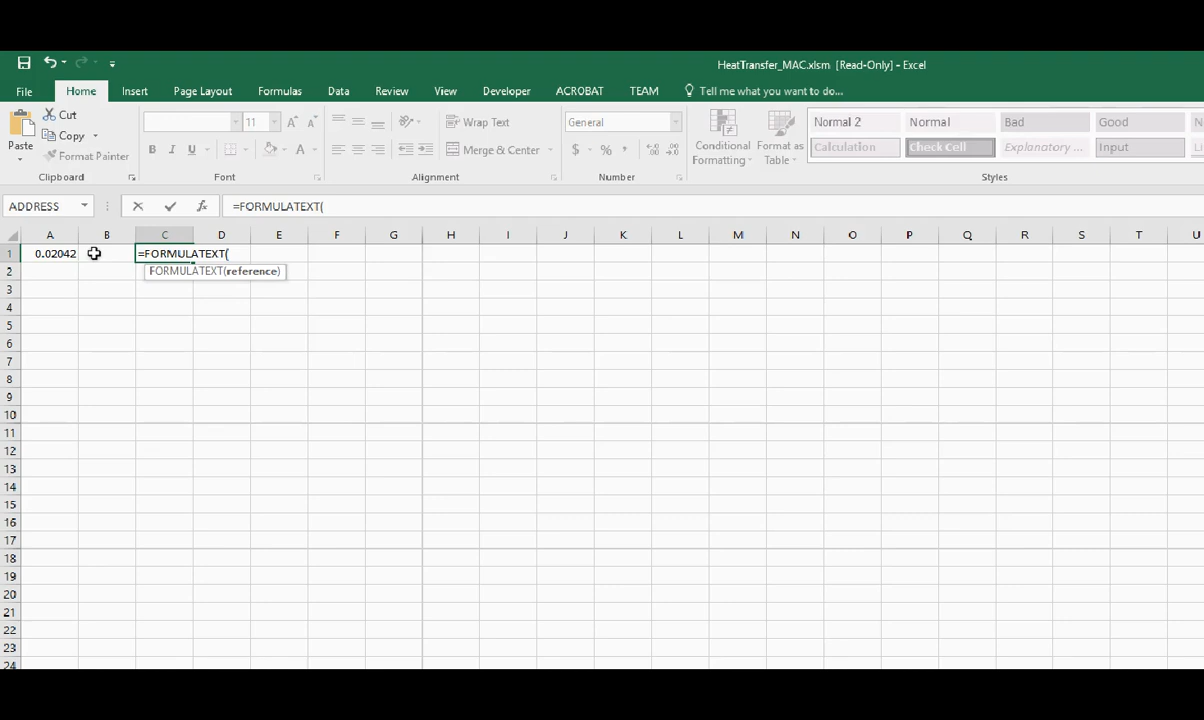 HeatTransfer_MAC.xlsm [Read-Only] - Excel
File Home Insert Page Layout Formulas Data Review View Developer ACROBAT TEAM Tell me what you want to do...
Paste
Cut
Copy
Format Painter
Clipboard
11 A A
B I U A
Font
Wrap Text
Merge & Center
Alignment
General
$ % ,
Number
Conditional Formatting
Format as Table
Normal 2 Normal Bad Good
Calculation Check Cell Explanatory ... Input
Styles
ADDRESS fx =FORMULATEXT(
A B C D E F G H I J K L M N O P Q R S T U
1 0.02042 =FORMULATEXT(
2 FORMULATEXT(reference)
3
4
5
6
7
8
9
10
11
12
13
14
15
16
17
18
19
20
21
22
23
24